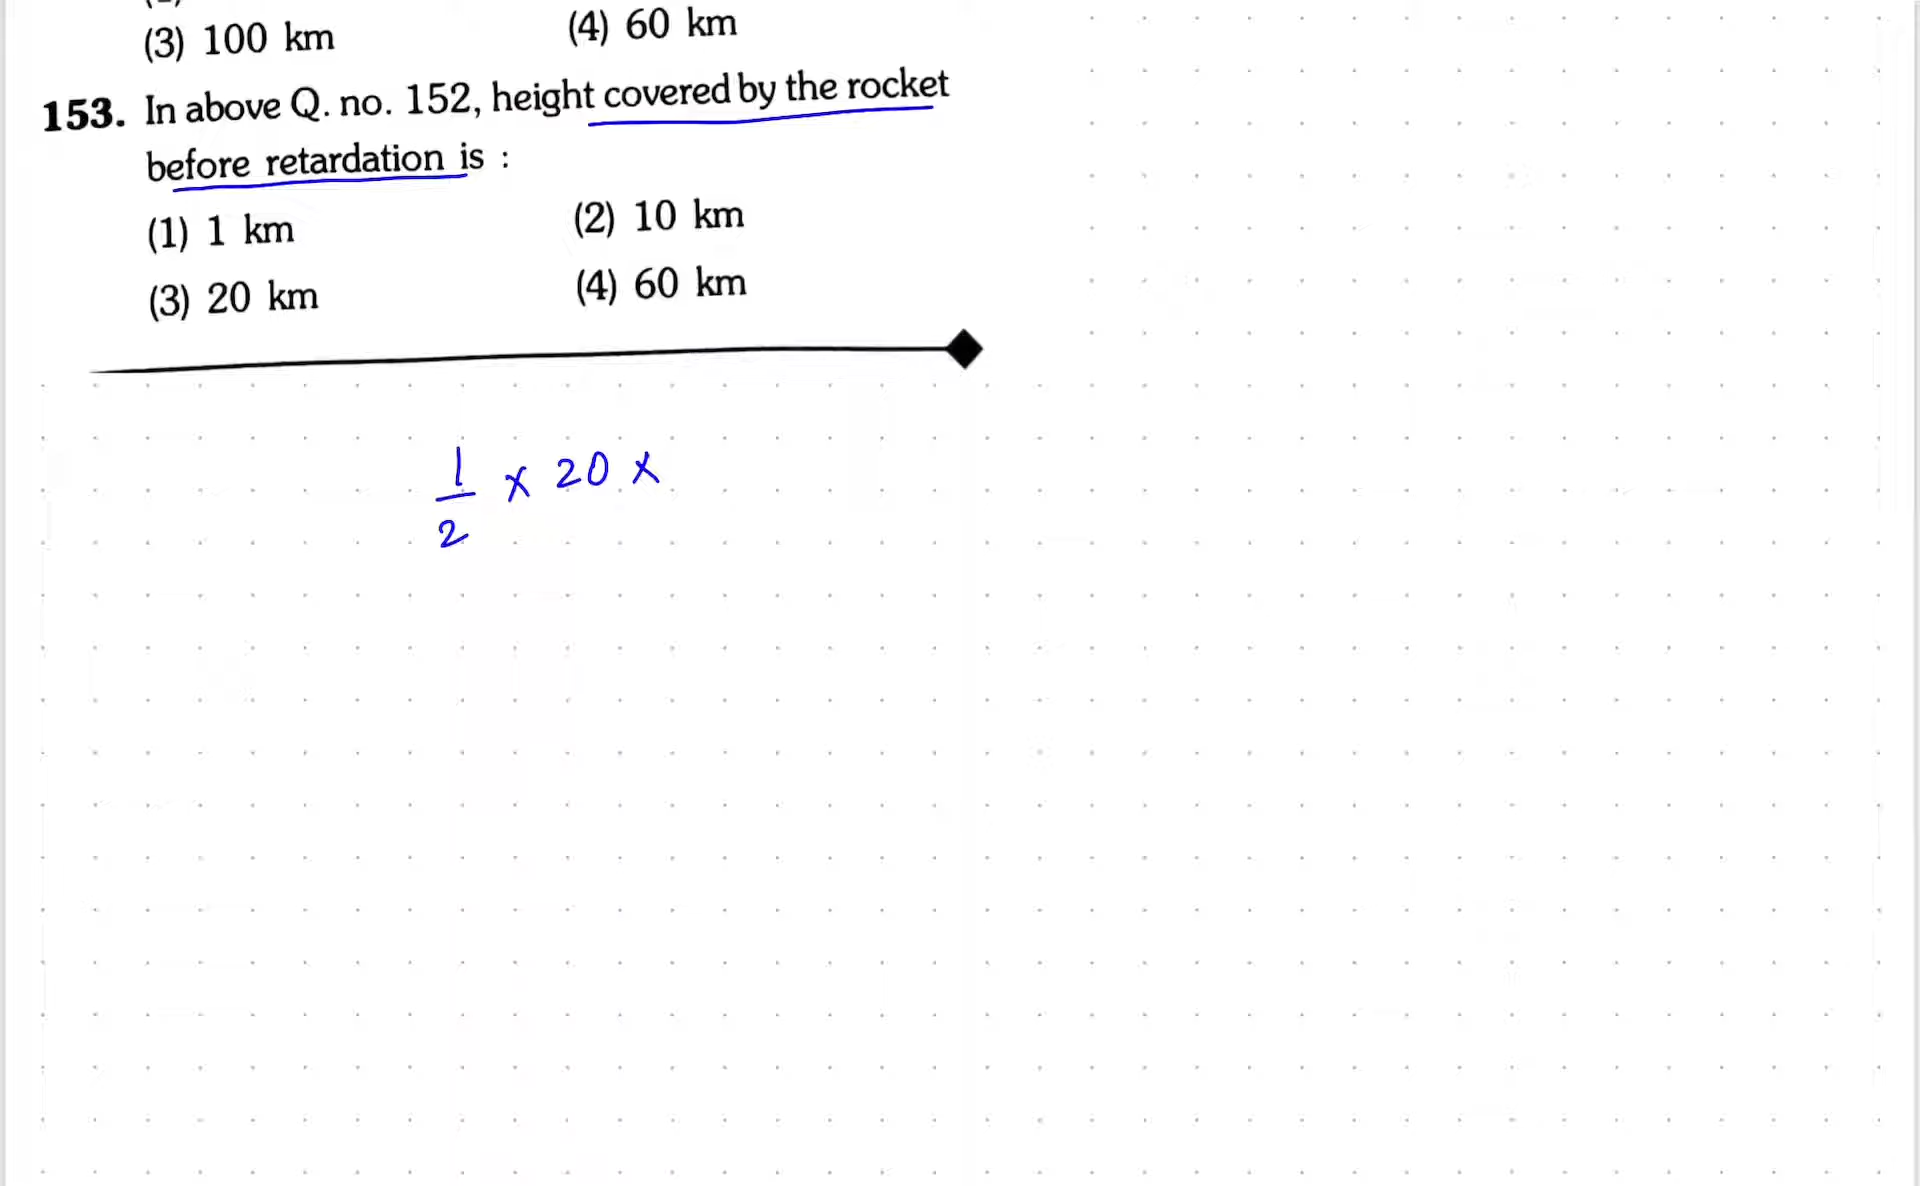 (3) 100 km (4) 60 km
153. In above Q. no. 152, height covered by the rocket
before retardation is :
(1) 1 km (2) 10 km
(3) 20 km (4) 60 km
1/2 × 20 ×